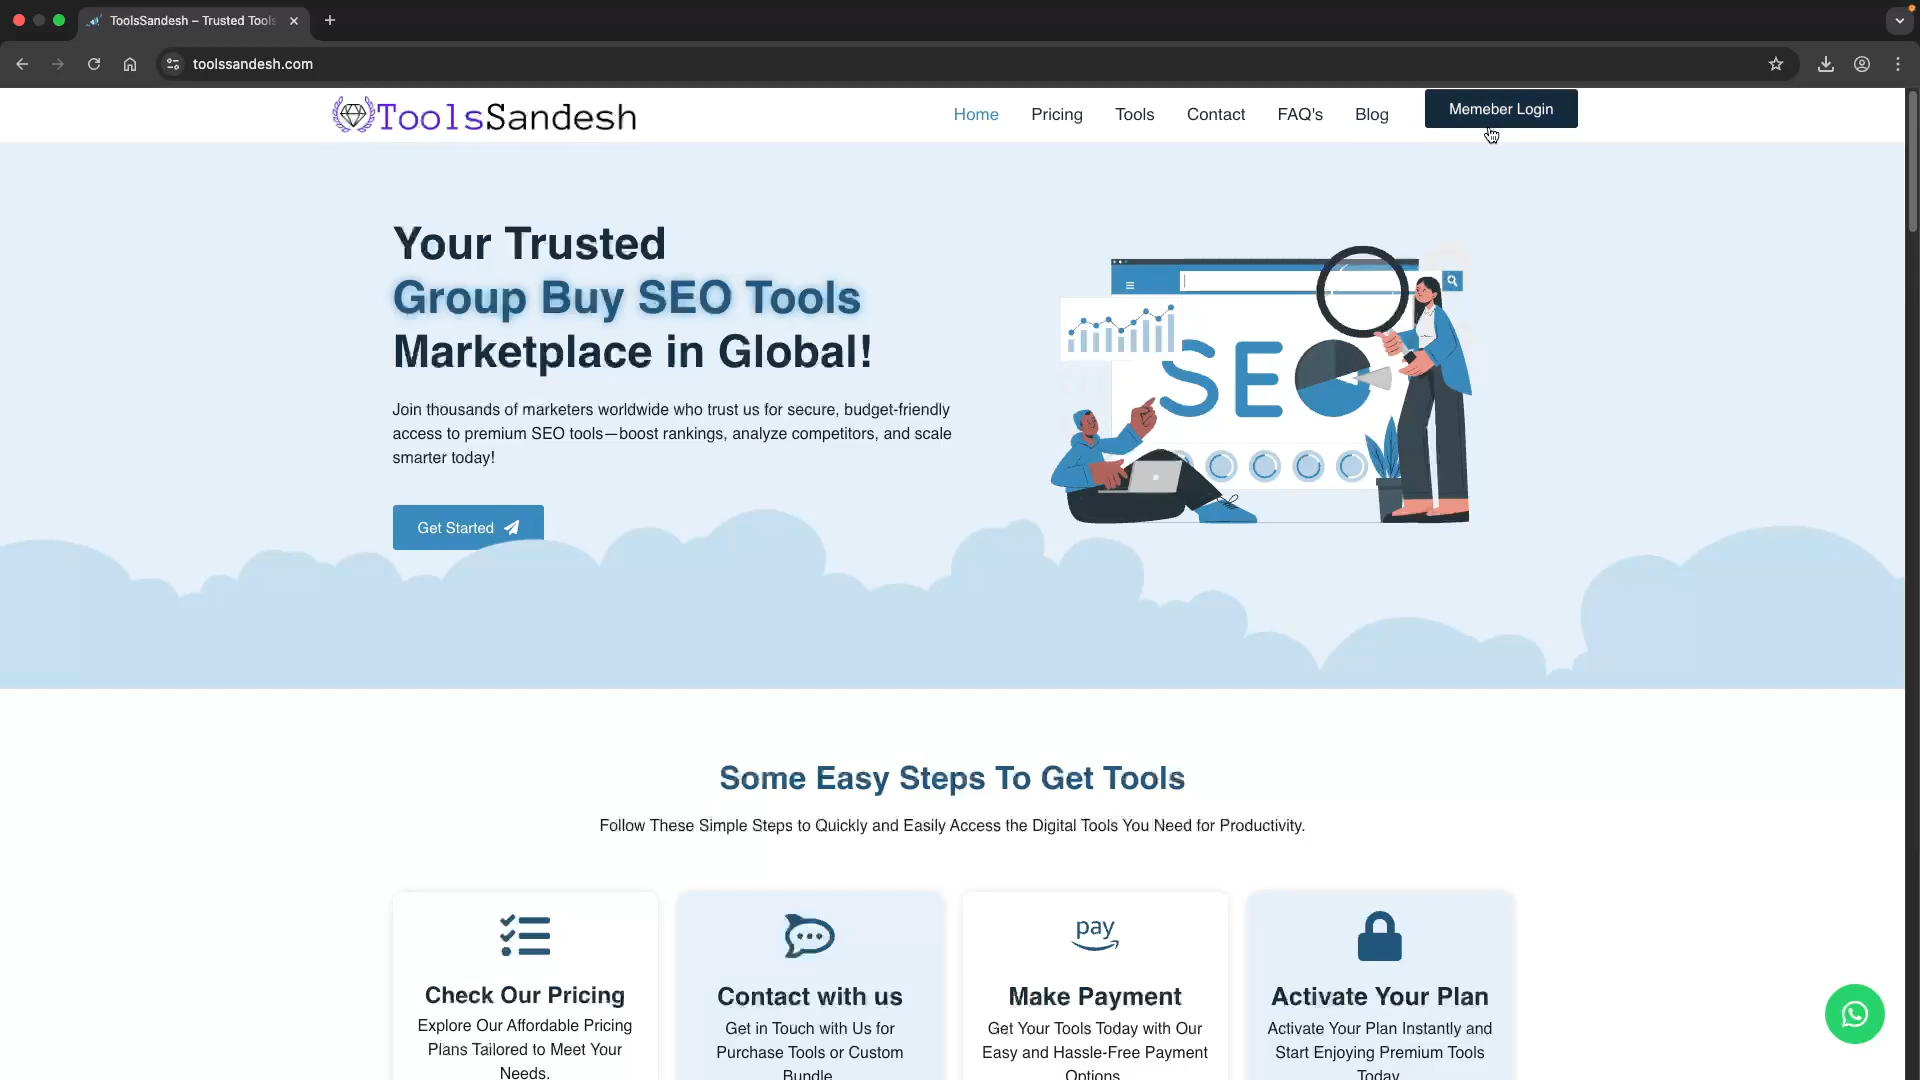 ToolsSandesh – Trusted Tools
toolssandesh.com
ToolsSandesh
Home
Pricing
Tools
Contact
FAQ's
Blog
Memeber Login
Your Trusted
Group Buy SEO Tools
Marketplace in Global!
Join thousands of marketers worldwide who trust us for secure, budget-friendly
access to premium SEO tools—boost rankings, analyze competitors, and scale
smarter today!
Get Started
SE
Some Easy Steps To Get Tools
Follow These Simple Steps to Quickly and Easily Access the Digital Tools You Need for Productivity.
Check Our Pricing
Explore Our Affordable Pricing
Plans Tailored to Meet Your
Needs.
Contact with us
Get in Touch with Us for
Purchase Tools or Custom
Bundle
pay
Make Payment
Get Your Tools Today with Our
Easy and Hassle-Free Payment
Options
Activate Your Plan
Activate Your Plan Instantly and
Start Enjoying Premium Tools
Today